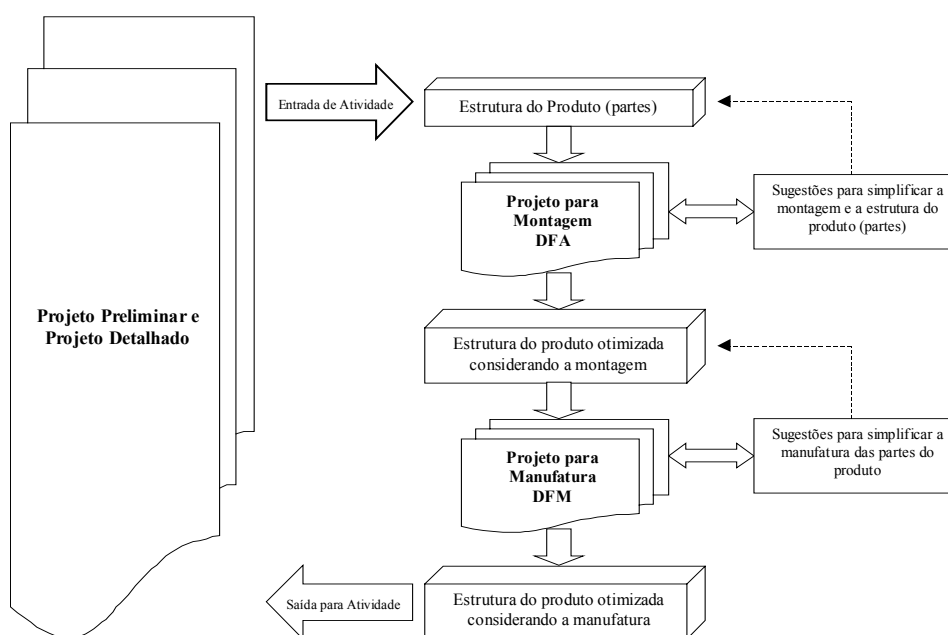 Entrada de Atividade
Estrutura do Produto (partes)
Projeto para
Montagem
DFA
Sugestões para simplificar a
montagem e a estrutura do
produto (partes)
Projeto Preliminar e
Projeto Detalhado
Estrutura do produto otimizada
considerando a montagem
Projeto para
Manufatura
DFM
Sugestões para simplificar a
manufatura das partes do
produto
Saída para Atividade
Estrutura do produto otimizada
considerando a manufatura